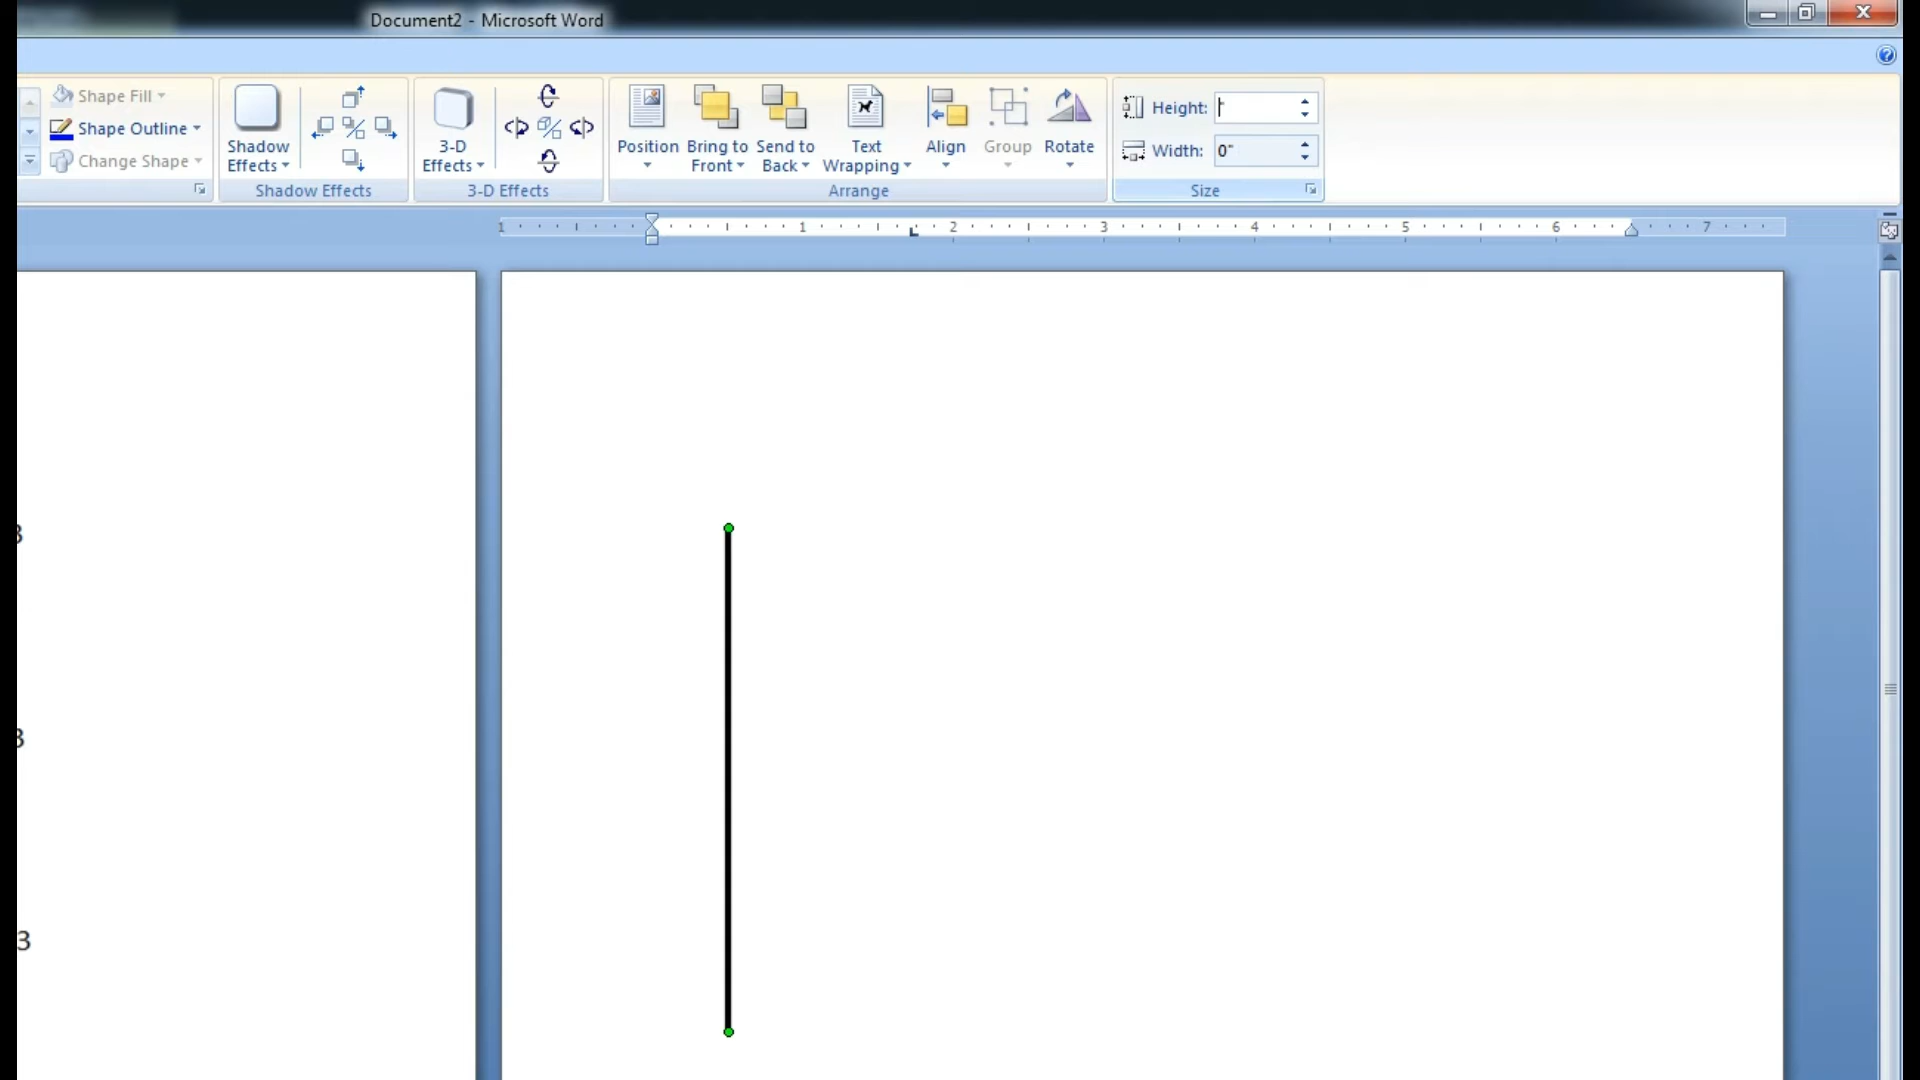 Document2 - Microsoft Word
Shape Fill
Shape Outline
Change Shape
Shadow
Effects
Shadow Effects
3-D
Effects
3-D Effects
Position
Bring to
Front
Send to
Back
Text
Wrapping
Align
Group
Rotate
Arrange
Height: "
Width: 0"
Size
1 1 2 3 4 5 6 7
3
3
3